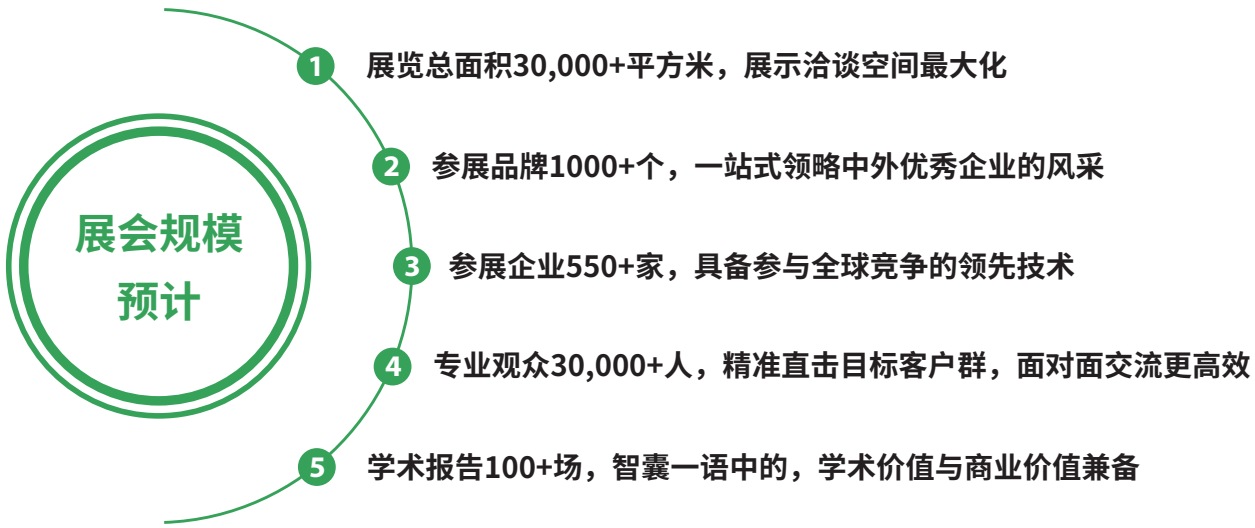 展会规模
预计
1 展览总面积30,000+平方米，展示洽谈空间最大化
2 参展品牌1000+个，一站式领略中外优秀企业的风采
3 参展企业550+家，具备参与全球竞争的领先技术
4 专业观众30,000+人，精准直击目标客户群，面对面交流更高效
5 学术报告100+场，智囊一语中的，学术价值与商业价值兼备